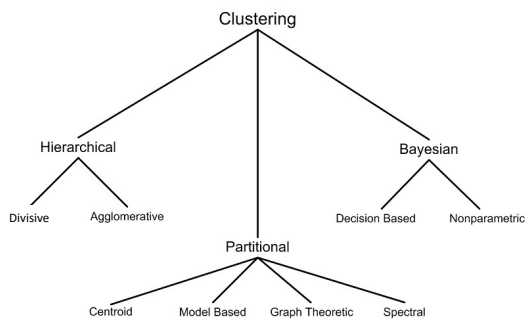 Clustering
Hierarchical
Bayesian
Divisive
Agglomerative
Decision Based
Nonparametric
Partitional
Centroid
Model Based
Graph Theoretic
Spectral